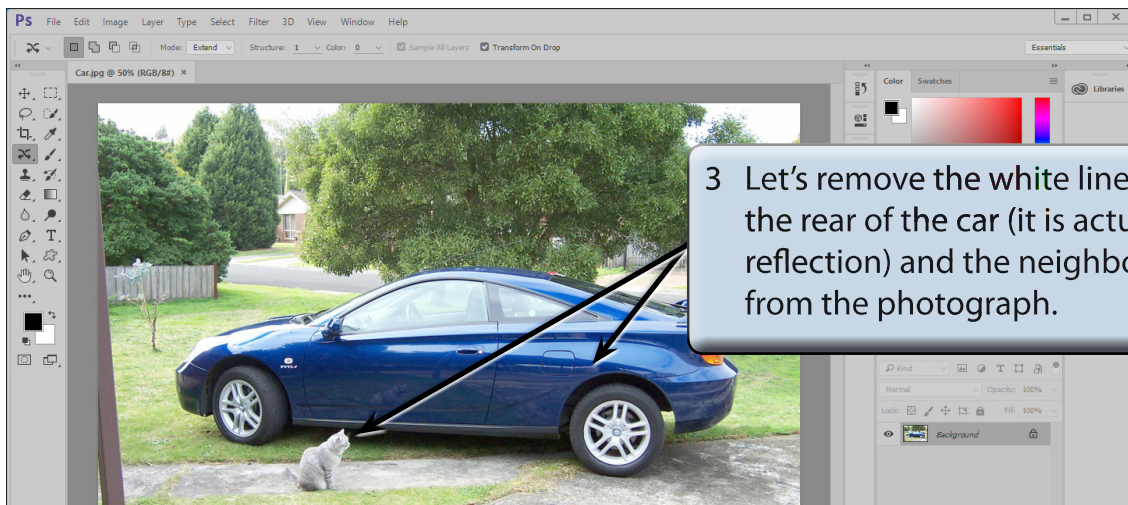 Ps File Edit Image Layer Type Select Filter 3D View Window Help
Mode: Extend Structure: 1 Color: 0 Sample All Layers Transform On Drop Essentials
Car.jpg @ 50% (RGB/8#) ×
Color Swatches
Libraries
3 Let's remove the white line
the rear of the car (it is actu
reflection) and the neighbo
from the photograph.
Kind
Normal Opacity: 100%
Lock: Fill: 100%
Background